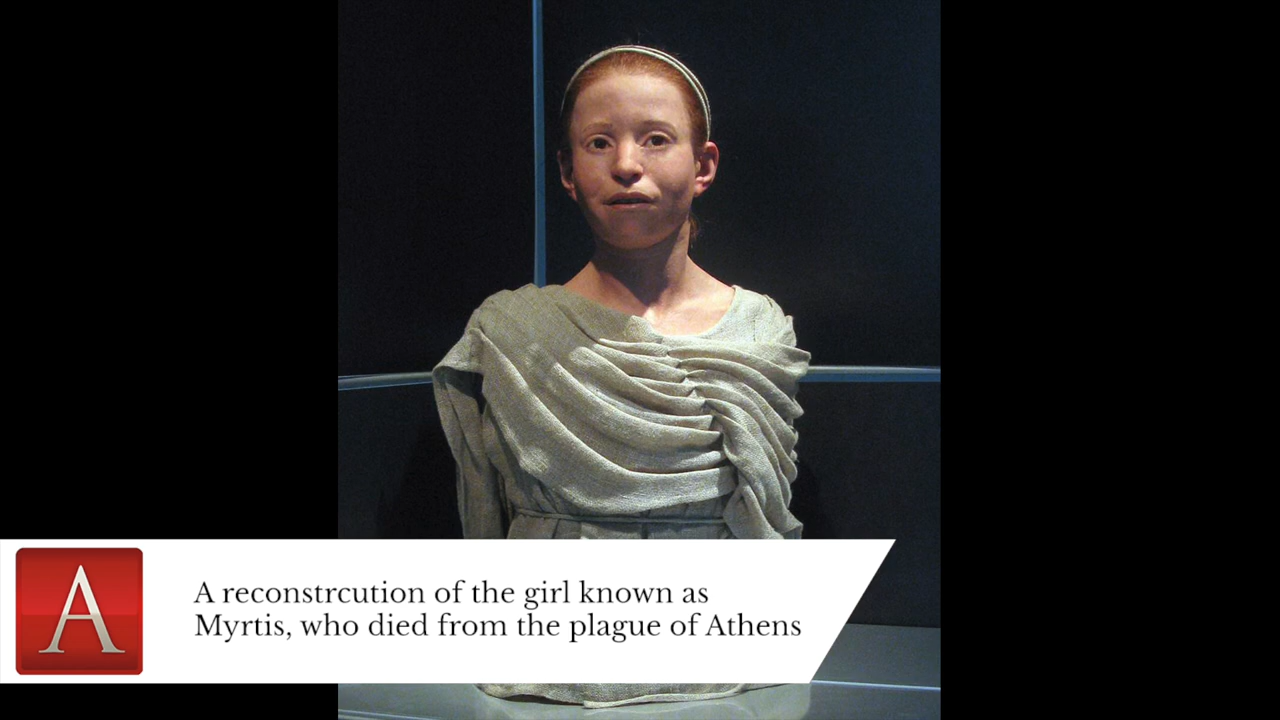 A
A reconstrcution of the girl known as
Myrtis, who died from the plague of Athens